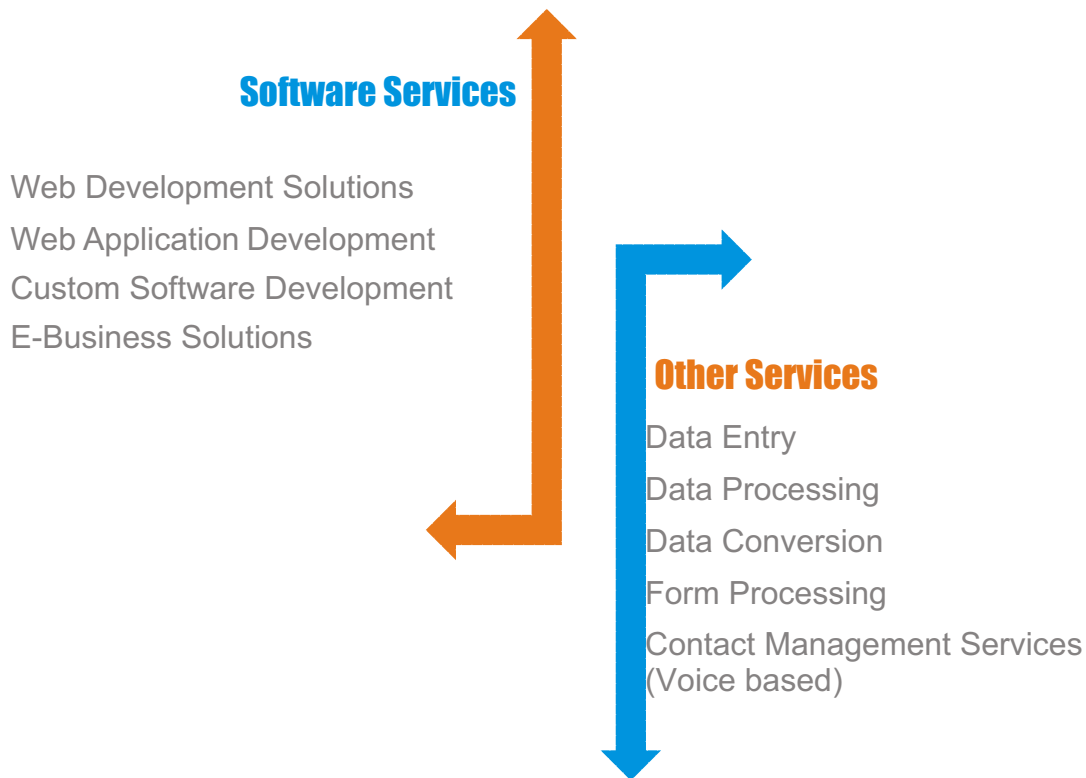 Software Services
Web Development Solutions
Web Application Development
Custom Software Development
E-Business Solutions
Other Services
Data Entry
Data Processing
Data Conversion
Form Processing
Contact Management Services
(Voice based)